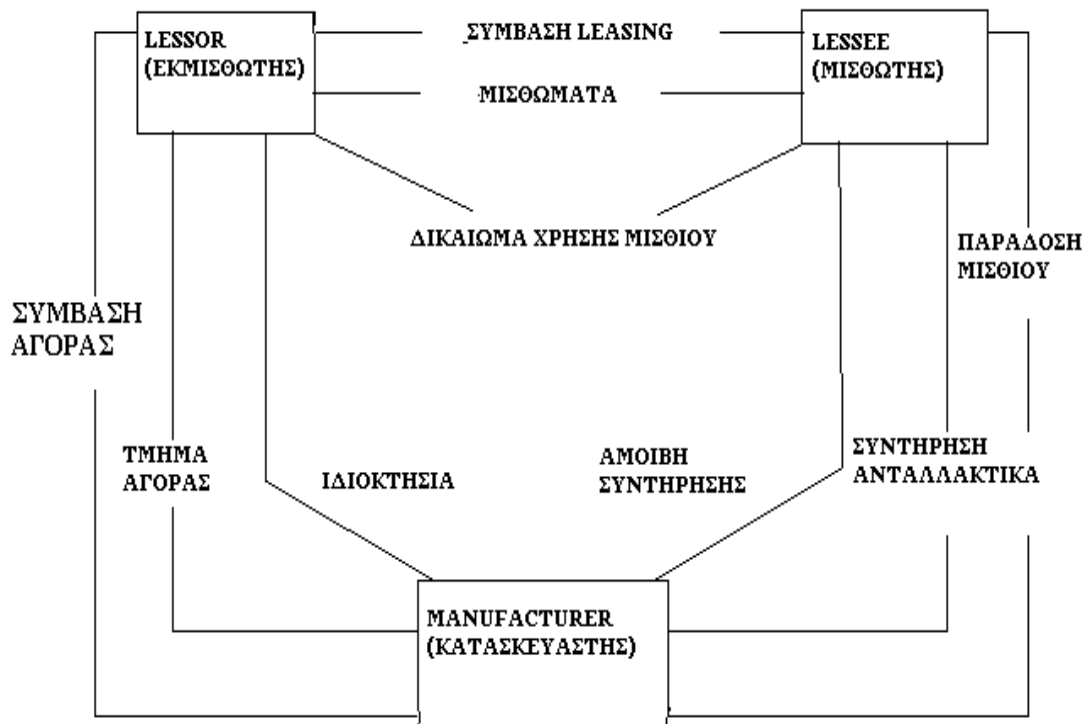 LESSOR
(ΕΚΜΙΣΘΩΤΗΣ)
ΣΥΜΒΑΣΗ LEASING
ΜΙΣΘΩΜΑΤΑ
LESSEE
(ΜΙΣΘΩΤΗΣ)
ΔΙΚΑΙΩΜΑ ΧΡΗΣΗΣ ΜΙΣΘΙΟΥ
ΠΑΡΑΔΟΣΗ
ΜΙΣΘΙΟΥ
ΣΥΜΒΑΣΗ
ΑΓΟΡΑΣ
ΤΜΗΜΑ
ΑΓΟΡΑΣ
ΙΔΙΟΚΤΗΣΙΑ
ΑΜΟΙΒΗ
ΣΥΝΤΗΡΗΣΗΣ
ΣΥΝΤΗΡΗΣΗ
ΑΝΤΑΛΛΑΚΤΙΚΑ
MANUFACTURER
(ΚΑΤΑΣΚΕΥΑΣΤΗΣ)